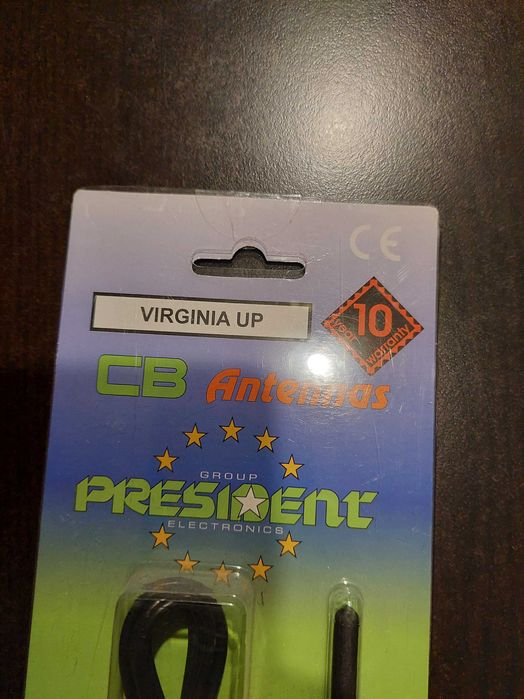 CE
VIRGINIA UP
10
year
warranty
CB Antennas
GROUP
PRESIDENT
ELECTRONICS